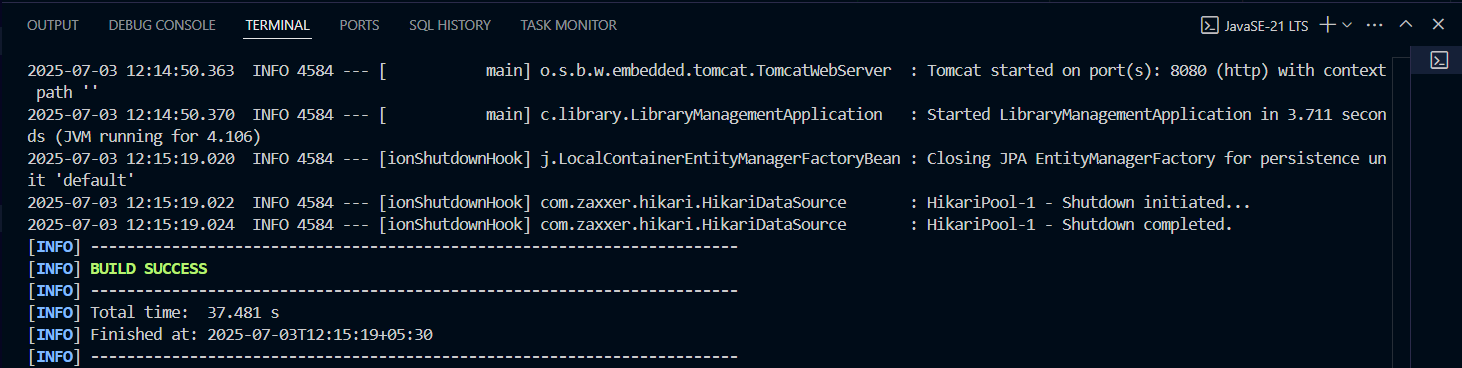 OUTPUT DEBUG CONSOLE TERMINAL PORTS SQL HISTORY TASK MONITOR JavaSE-21 LTS
2025-07-03 12:14:50.363  INFO 4584 --- [           main] o.s.b.w.embedded.tomcat.TomcatWebServer  : Tomcat started on port(s): 8080 (http) with context
 path ''
2025-07-03 12:14:50.370  INFO 4584 --- [           main] c.library.LibraryManagementApplication   : Started LibraryManagementApplication in 3.711 secon
ds (JVM running for 4.106)
2025-07-03 12:15:19.020  INFO 4584 --- [ionShutdownHook] j.LocalContainerEntityManagerFactoryBean : Closing JPA EntityManagerFactory for persistence un
it 'default'
2025-07-03 12:15:19.022  INFO 4584 --- [ionShutdownHook] com.zaxxer.hikari.HikariDataSource       : HikariPool-1 - Shutdown initiated...
2025-07-03 12:15:19.024  INFO 4584 --- [ionShutdownHook] com.zaxxer.hikari.HikariDataSource       : HikariPool-1 - Shutdown completed.
[INFO] ------------------------------------------------------------------------
[INFO] BUILD SUCCESS
[INFO] ------------------------------------------------------------------------
[INFO] Total time:  37.481 s
[INFO] Finished at: 2025-07-03T12:15:19+05:30
[INFO] ------------------------------------------------------------------------